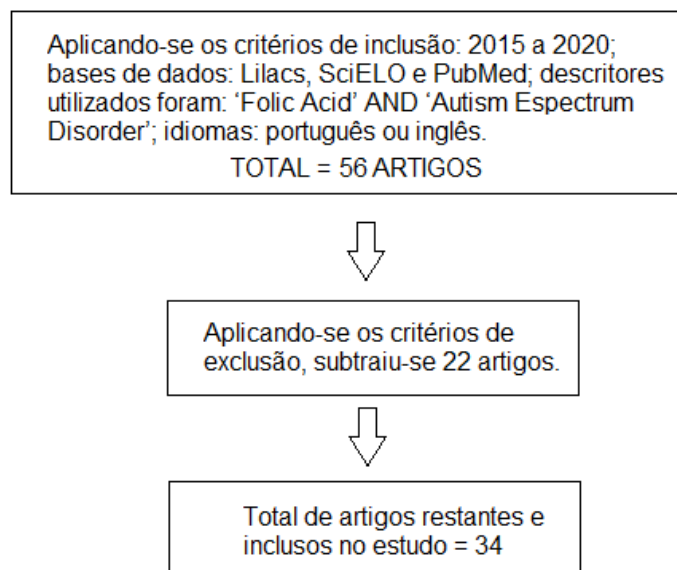 Aplicando-se os critérios de inclusão: 2015 a 2020;
bases de dados: Lilacs, SciELO e PubMed; descritores
utilizados foram: ‘Folic Acid’ AND ‘Autism Espectrum
Disorder’; idiomas: português ou inglês.
TOTAL = 56 ARTIGOS
Aplicando-se os critérios de
exclusão, subtraiu-se 22 artigos.
Total de artigos restantes e
inclusos no estudo = 34